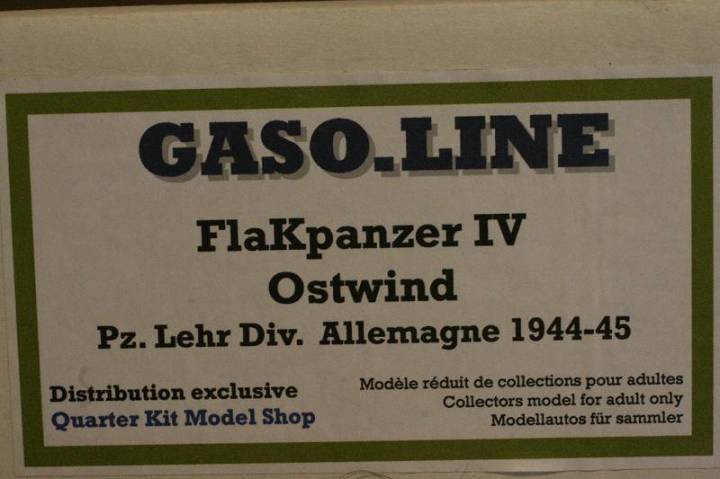 GASO.LINE
FlaKpanzer IV
Ostwind
Pz. Lehr Div. Allemagne 1944-45
Distribution exclusive
Quarter Kit Model Shop
Modèle réduit de collections pour adultes
Collectors model for adult only
Modellautos für sammler